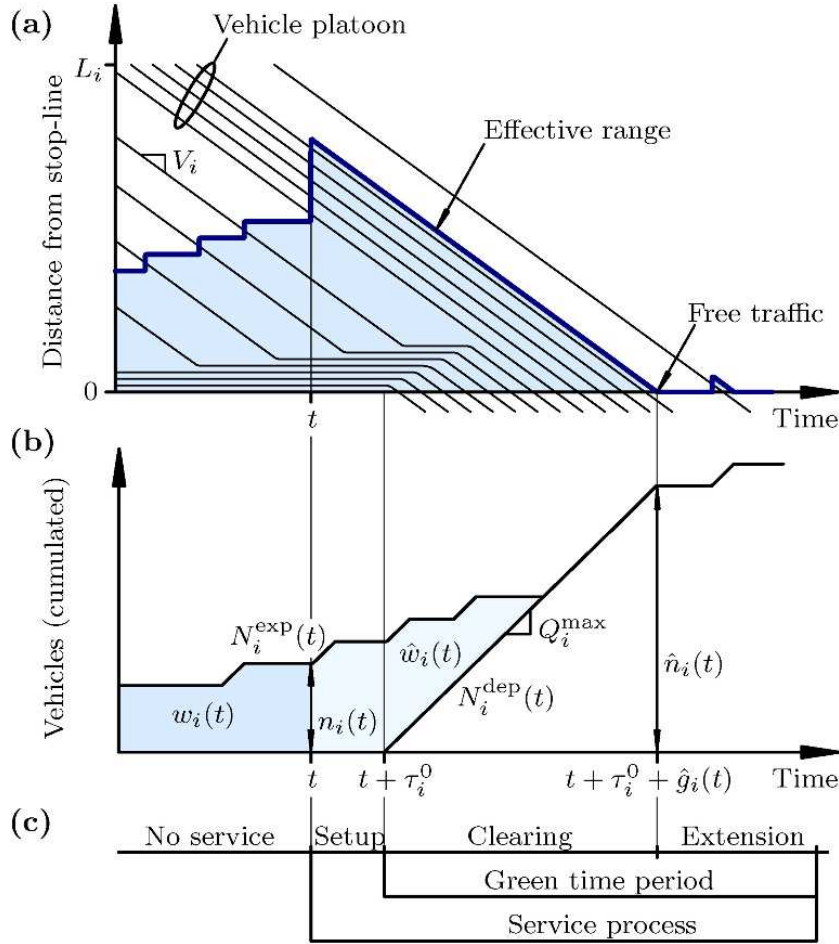 (a)
Vehicle platoon
L_i
Effective range
V_i
Distance from stop-line
Free traffic
0
t
Time
(b)
Vehicles (cumulated)
N_i^exp(t)
Q_i^max
ŵ_i(t)
n̂_i(t)
w_i(t)
n_i(t)
N_i^dep(t)
t
t + τ_i^0
t + τ_i^0 + ĝ_i(t)
Time
(c)
No service
Setup
Clearing
Extension
Green time period
Service process